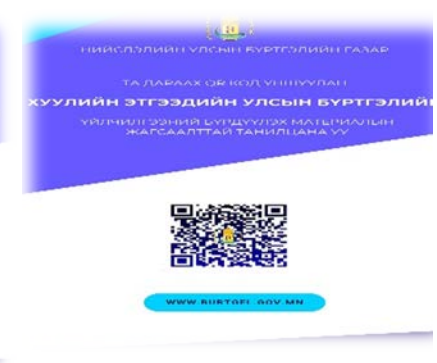 НИЙСЛЭЛИЙН УЛСЫН БҮРТГЭЛИЙН ГАЗАР
ТА ДАРААХ QR КОД УНШУУЛАН
ХУУЛИЙН ЭТГЭЭДИЙН УЛСЫН БҮРТГЭЛИЙН
ҮЙЛЧИЛГЭЭНИЙ БҮРДҮҮЛЭХ МАТЕРИАЛЫН
ЖАГСААЛТТАЙ ТАНИЛЦАНА УУ
WWW.BURTGEL.GOV.MN